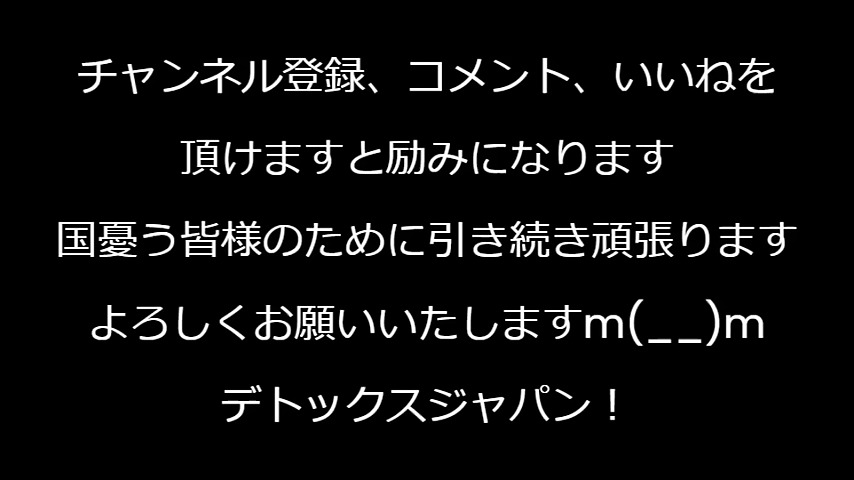 チャンネル登録、コメント、いいねを
頂けますと励みになります
国憂う皆様のために引き続き頑張ります
よろしくお願いいたしますm(__)m
デトックスジャパン！